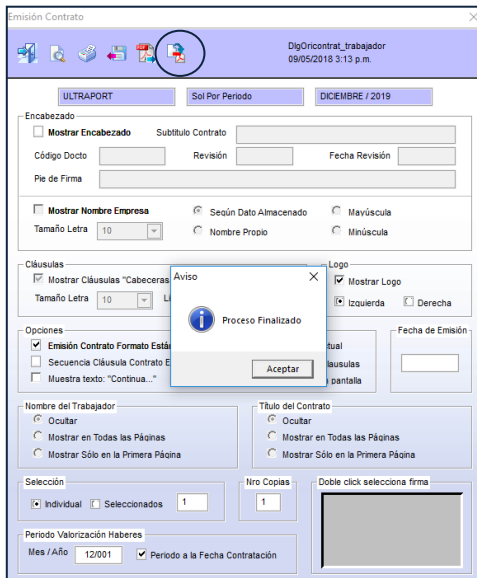 Emisión Contrato
DlgOricontrat_trabajador
09/05/2018 3:13 p.m.
ULTRAPORT Sol Por Periodo DICIEMBRE / 2019
Encabezado
Mostrar Encabezado Subtitulo Contrato
Código Docto Revisión Fecha Revisión
Pie de Firma
Mostrar Nombre Empresa Según Dato Almacenado Mayúscula
Tamaño Letra 10 Nombre Propio Minúscula
Cláusulas Logo
Mostrar Cláusulas "Cabeceras Aviso Mostrar Logo
Tamaño Letra 10 Izquierda Derecha
Proceso Finalizado
Opciones Fecha de Emisión
Emisión Contrato Formato Están tual
Secuencia Cláusula Contrato E Aceptar lausulas
Muestra texto: "Continua..." pantalla
Nombre del Trabajador Título del Contrato
Ocultar Ocultar
Mostrar en Todas las Páginas Mostrar en Todas las Páginas
Mostrar Sólo en la Primera Página Mostrar Sólo en la Primera Página
Selección Nro Copias Doble click selecciona firma
Individual Seleccionados 1 1
Periodo Valorización Haberes
Mes / Año 12/001 Periodo a la Fecha Contratación